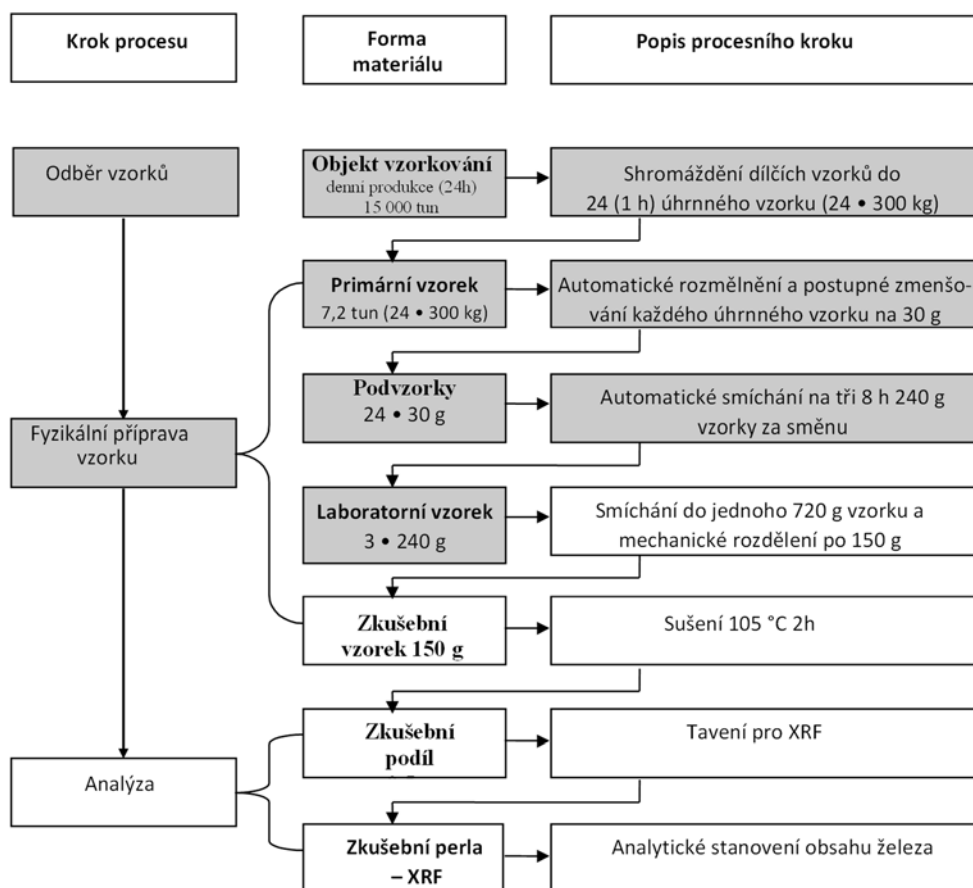 Krok procesu
Forma
materiálu
Popis procesního kroku
Odběr vzorků
Objekt vzorkování
denní produkce (24h)
15 000 tun
Shromáždění dílčích vzorků do
24 (1 h) úhrnného vzorku (24 • 300 kg)
Primární vzorek
7,2 tun (24 • 300 kg)
Automatické rozmělnění a postupné zmenšo-
vání každého úhrnného vzorku na 30 g
Podvzorky
24 • 30 g
Automatické smíchání na tři 8 h 240 g
vzorky za směnu
Fyzikální příprava
vzorku
Laboratorní vzorek
3 • 240 g
Smíchání do jednoho 720 g vzorku a
mechanické rozdělení po 150 g
Zkušební
vzorek 150 g
Sušení 105 °C 2h
Zkušební
podíl
Tavení pro XRF
Analýza
Zkušební perla
– XRF
Analytické stanovení obsahu železa